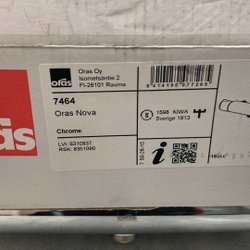 oras
Oras Oy
Isometsäntie 2
FI-26101 Rauma
7464
Oras Nova
Chrome
LVI: 6310837
RSK: 8361090
1598 KIWA
Sverige 1913
i
oras